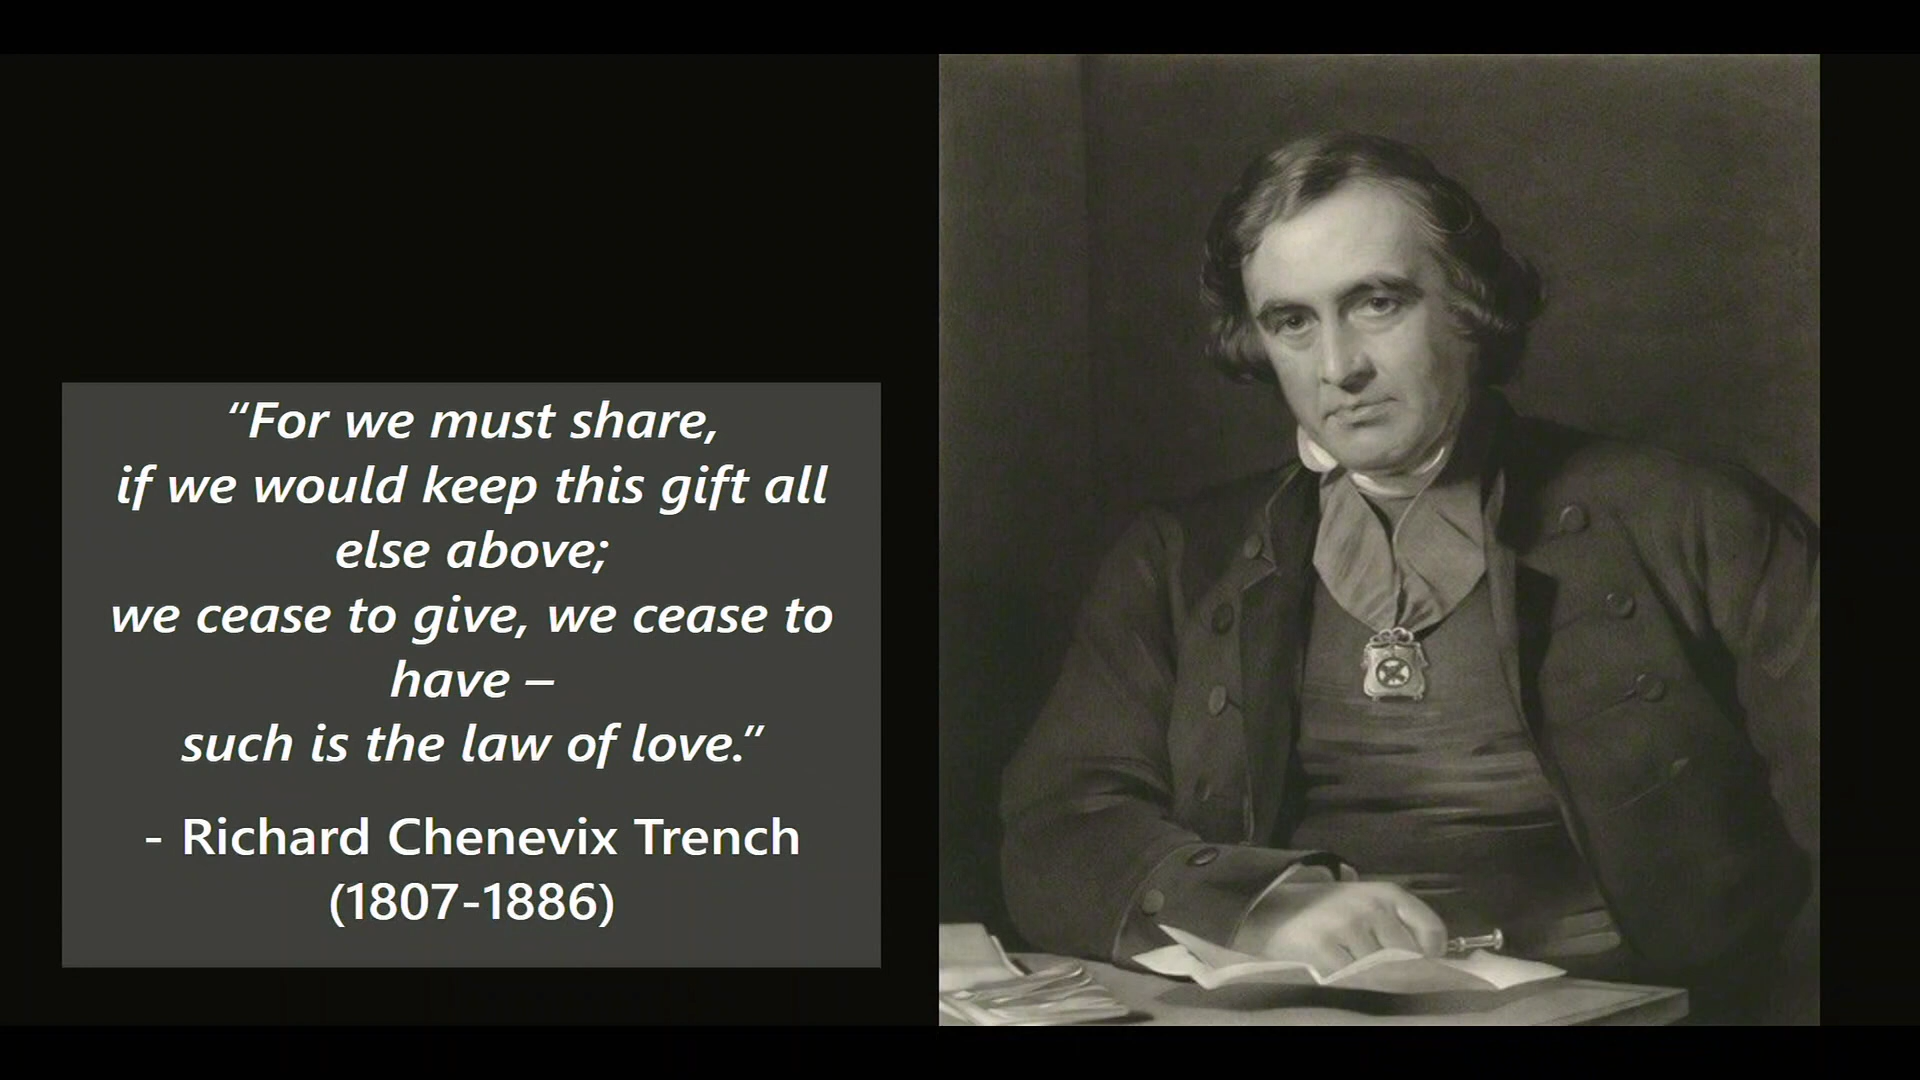 “For we must share,
if we would keep this gift all
else above;
we cease to give, we cease to
have –
such is the law of love.”
- Richard Chenevix Trench
(1807-1886)